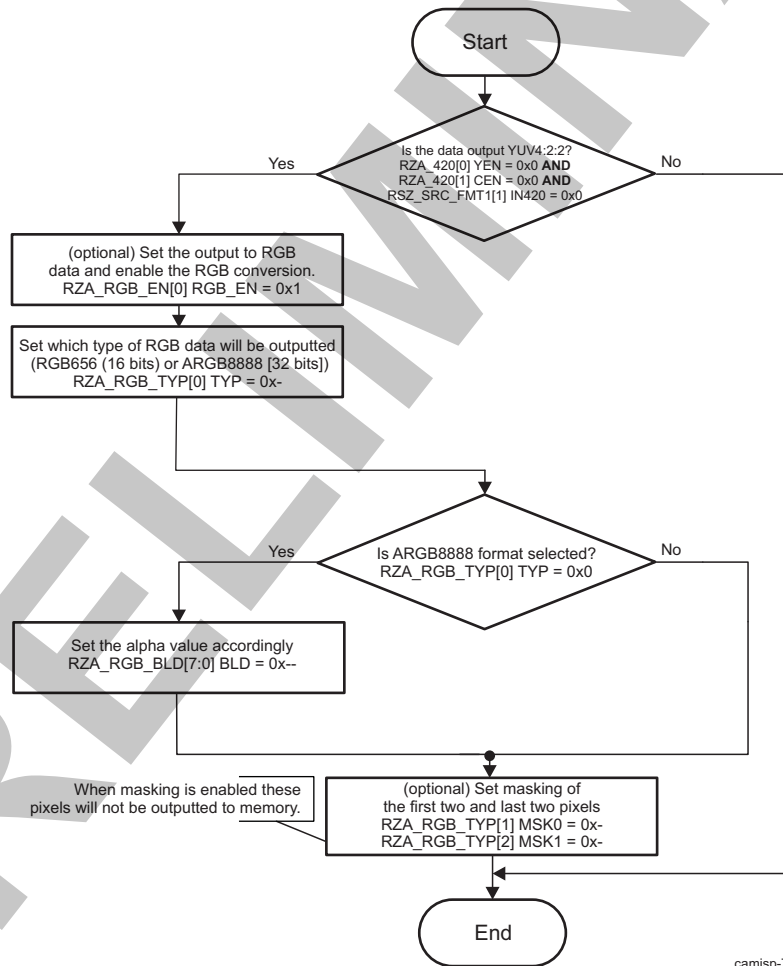 Start
Is the data output YUV4:2:2?
RZA_420[0] YEN = 0x0 AND
RZA_420[1] CEN = 0x0 AND
RSZ_SRC_FMT1[1] IN420 = 0x0
Yes
No
(optional) Set the output to RGB
data and enable the RGB conversion.
RZA_RGB_EN[0] RGB_EN = 0x1
Set which type of RGB data will be outputted
(RGB656 (16 bits) or ARGB8888 [32 bits])
RZA_RGB_TYP[0] TYP = 0x-
Is ARGB8888 format selected?
RZA_RGB_TYP[0] TYP = 0x0
Yes
No
Set the alpha value accordingly
RZA_RGB_BLD[7:0] BLD = 0x--
When masking is enabled these
pixels will not be outputted to memory.
(optional) Set masking of
the first two and last two pixels
RZA_RGB_TYP[1] MSK0 = 0x-
RZA_RGB_TYP[2] MSK1 = 0x-
End